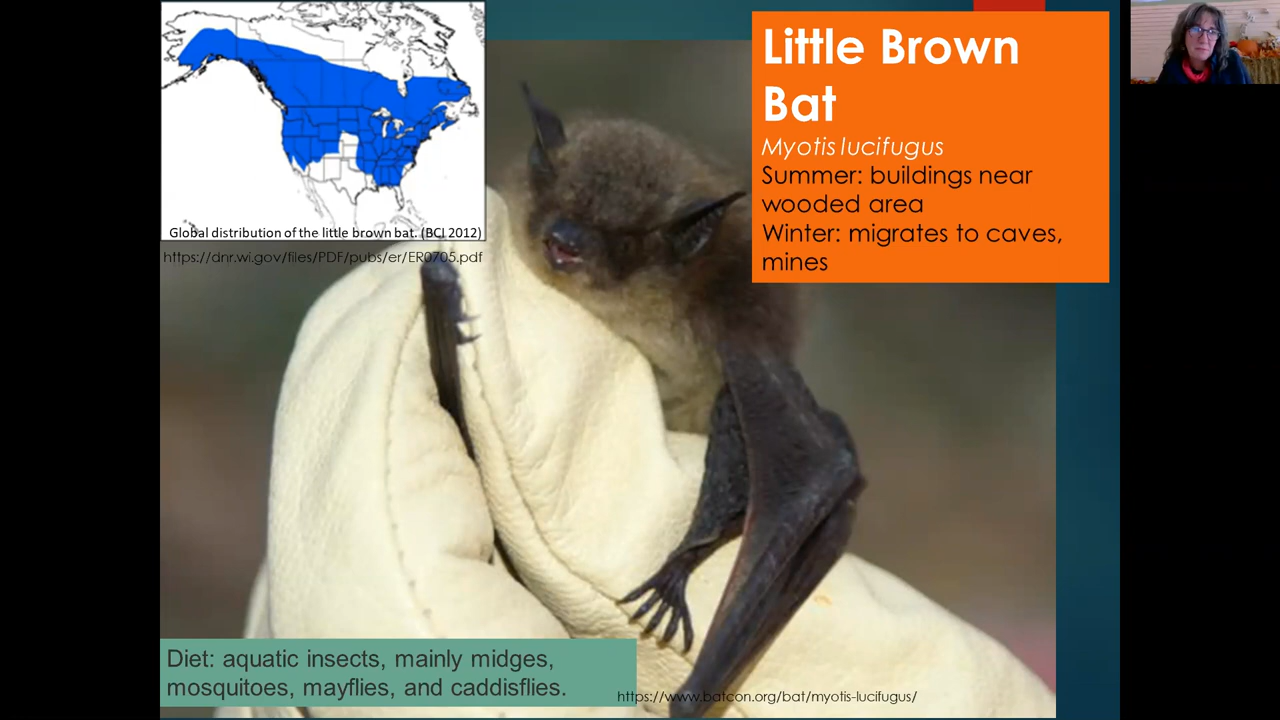 Global distribution of the little brown bat. (BCI 2012)
https://dnr.wi.gov/files/PDF/pubs/er/ER0705.pdf
Little Brown
Bat
Myotis lucifugus
Summer: buildings near
wooded area
Winter: migrates to caves,
mines
Diet: aquatic insects, mainly midges,
mosquitoes, mayflies, and caddisflies.
https://www.batcon.org/bat/myotis-lucifugus/